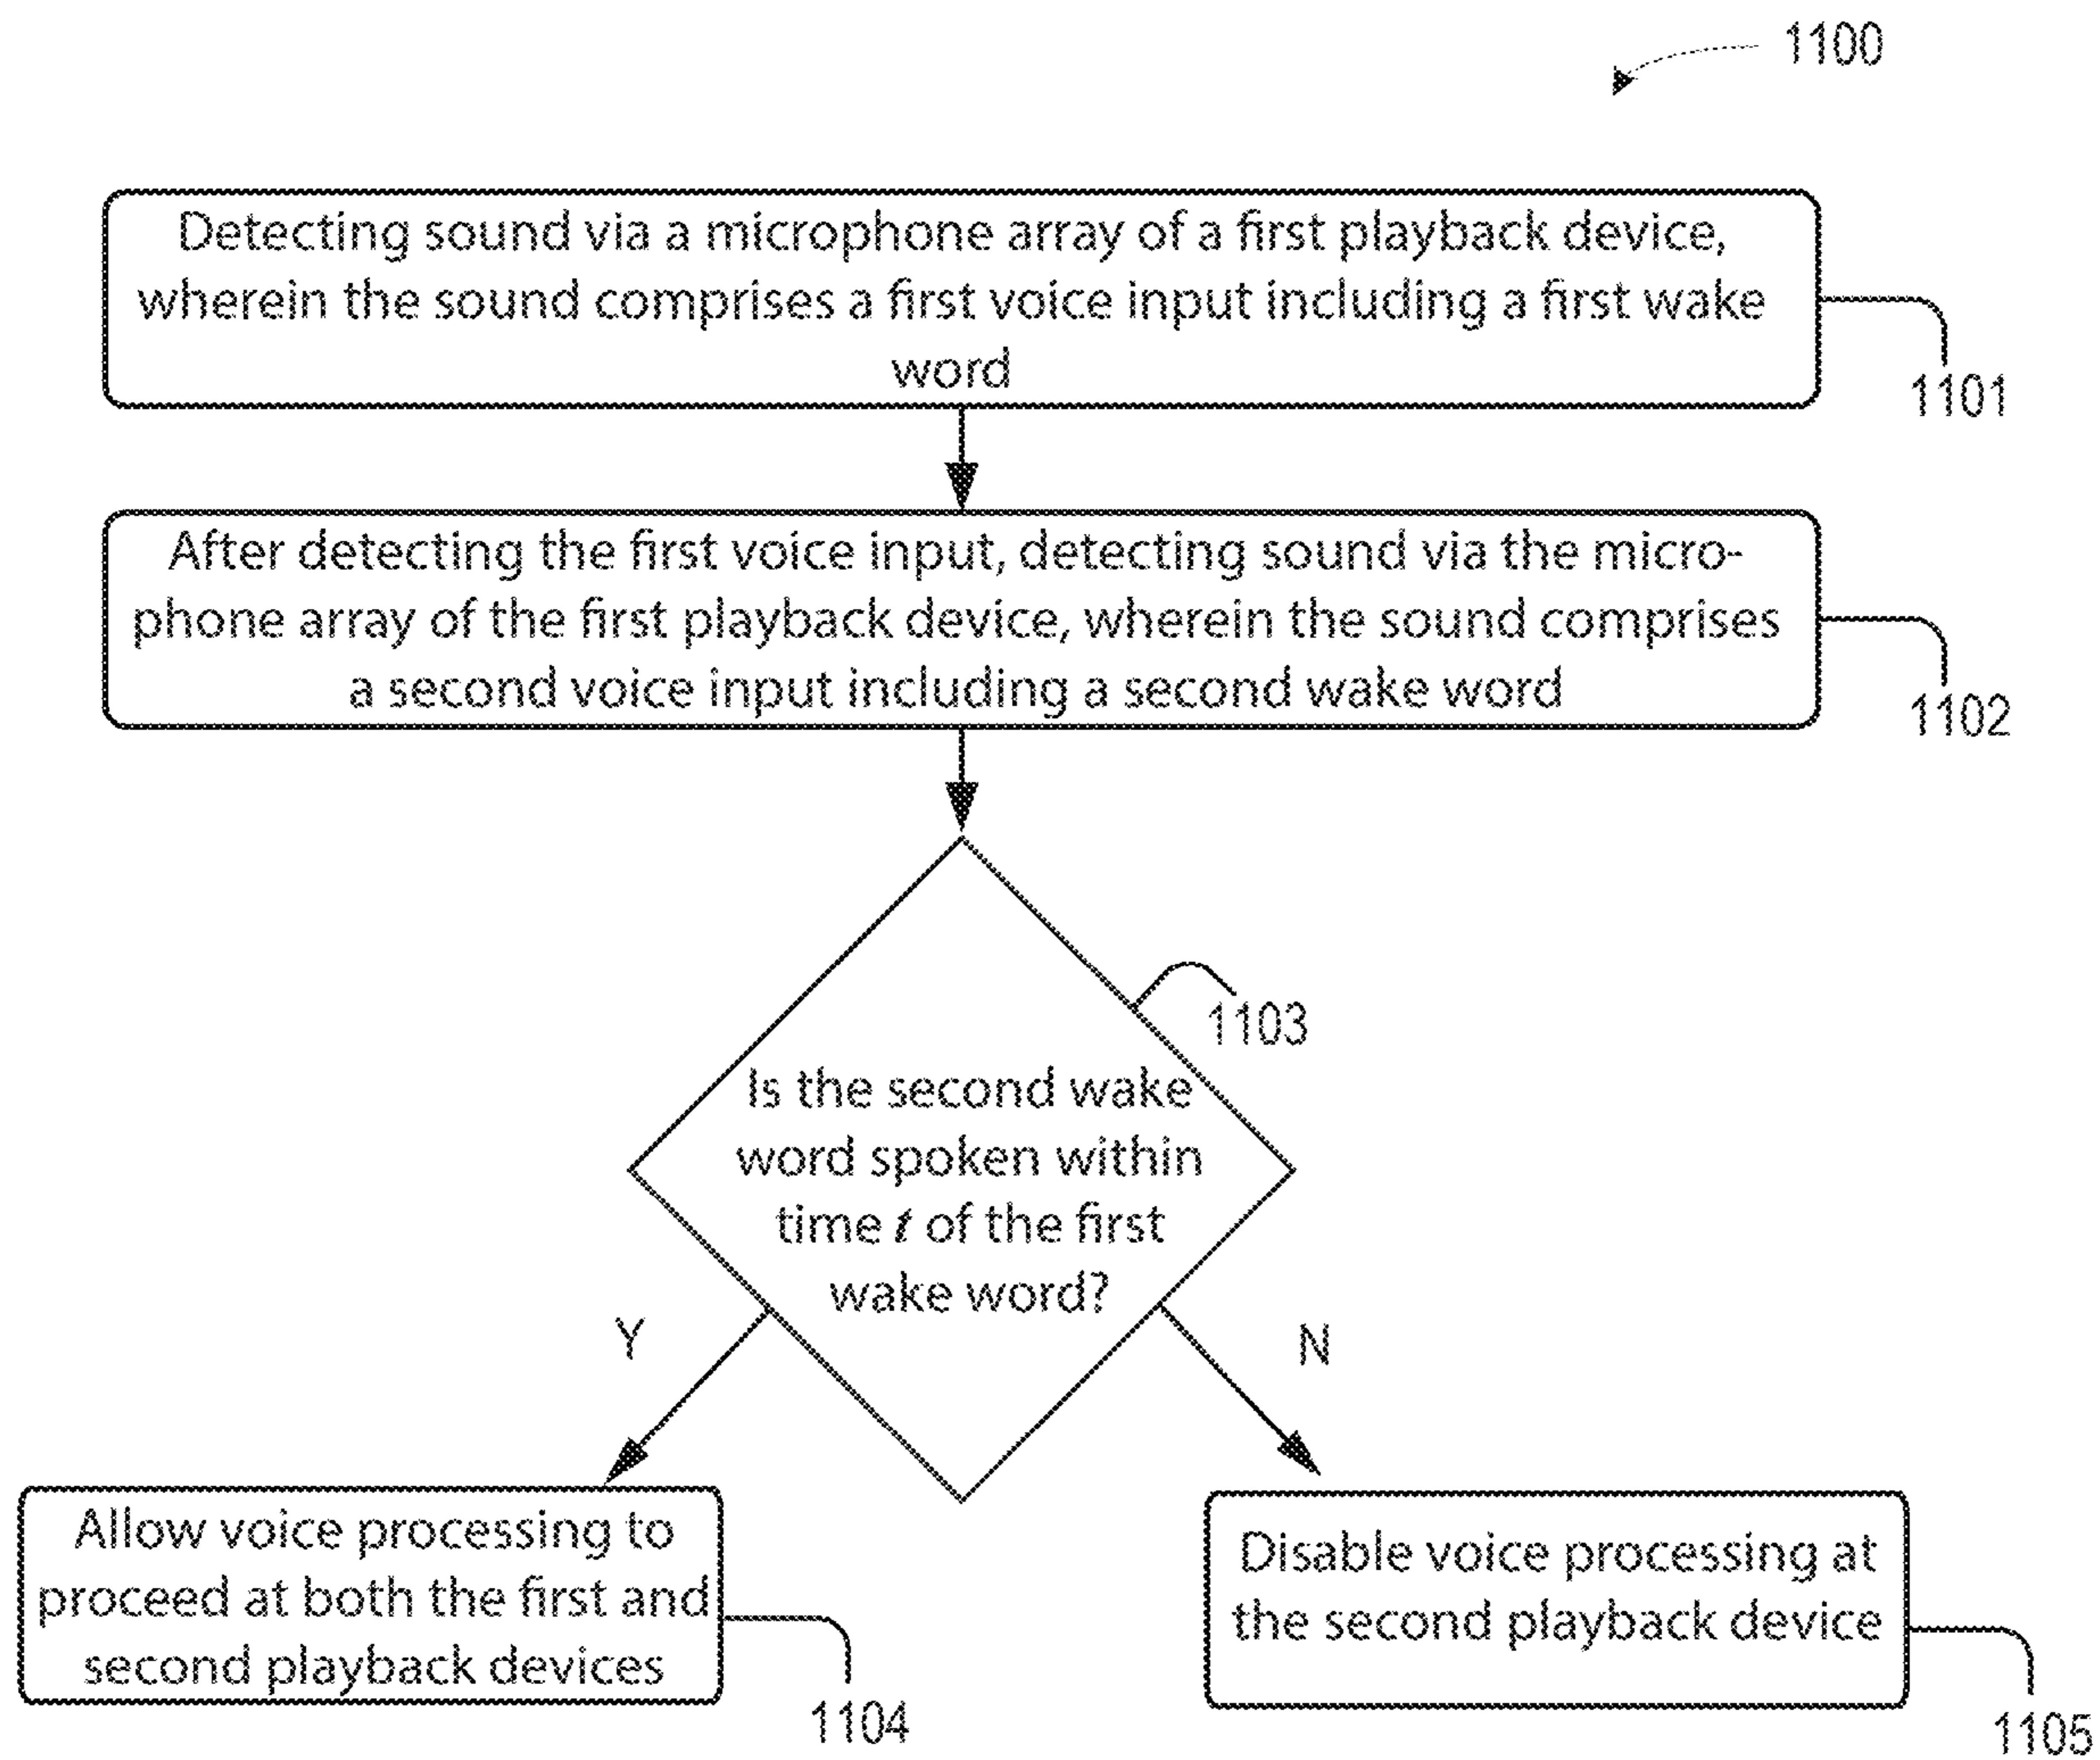 1100
Detecting sound via a microphone array of a first playback device,
wherein the sound comprises a first voice input including a first wake
word
1101
After detecting the first voice input, detecting sound via the micro-
phone array of the first playback device, wherein the sound comprises
a second voice input including a second wake word
1102
1103
Is the second wake
word spoken within
time t of the first
wake word?
Y
N
Allow voice processing to
proceed at both the first and
second playback devices
1104
Disable voice processing at
the second playback device
1105